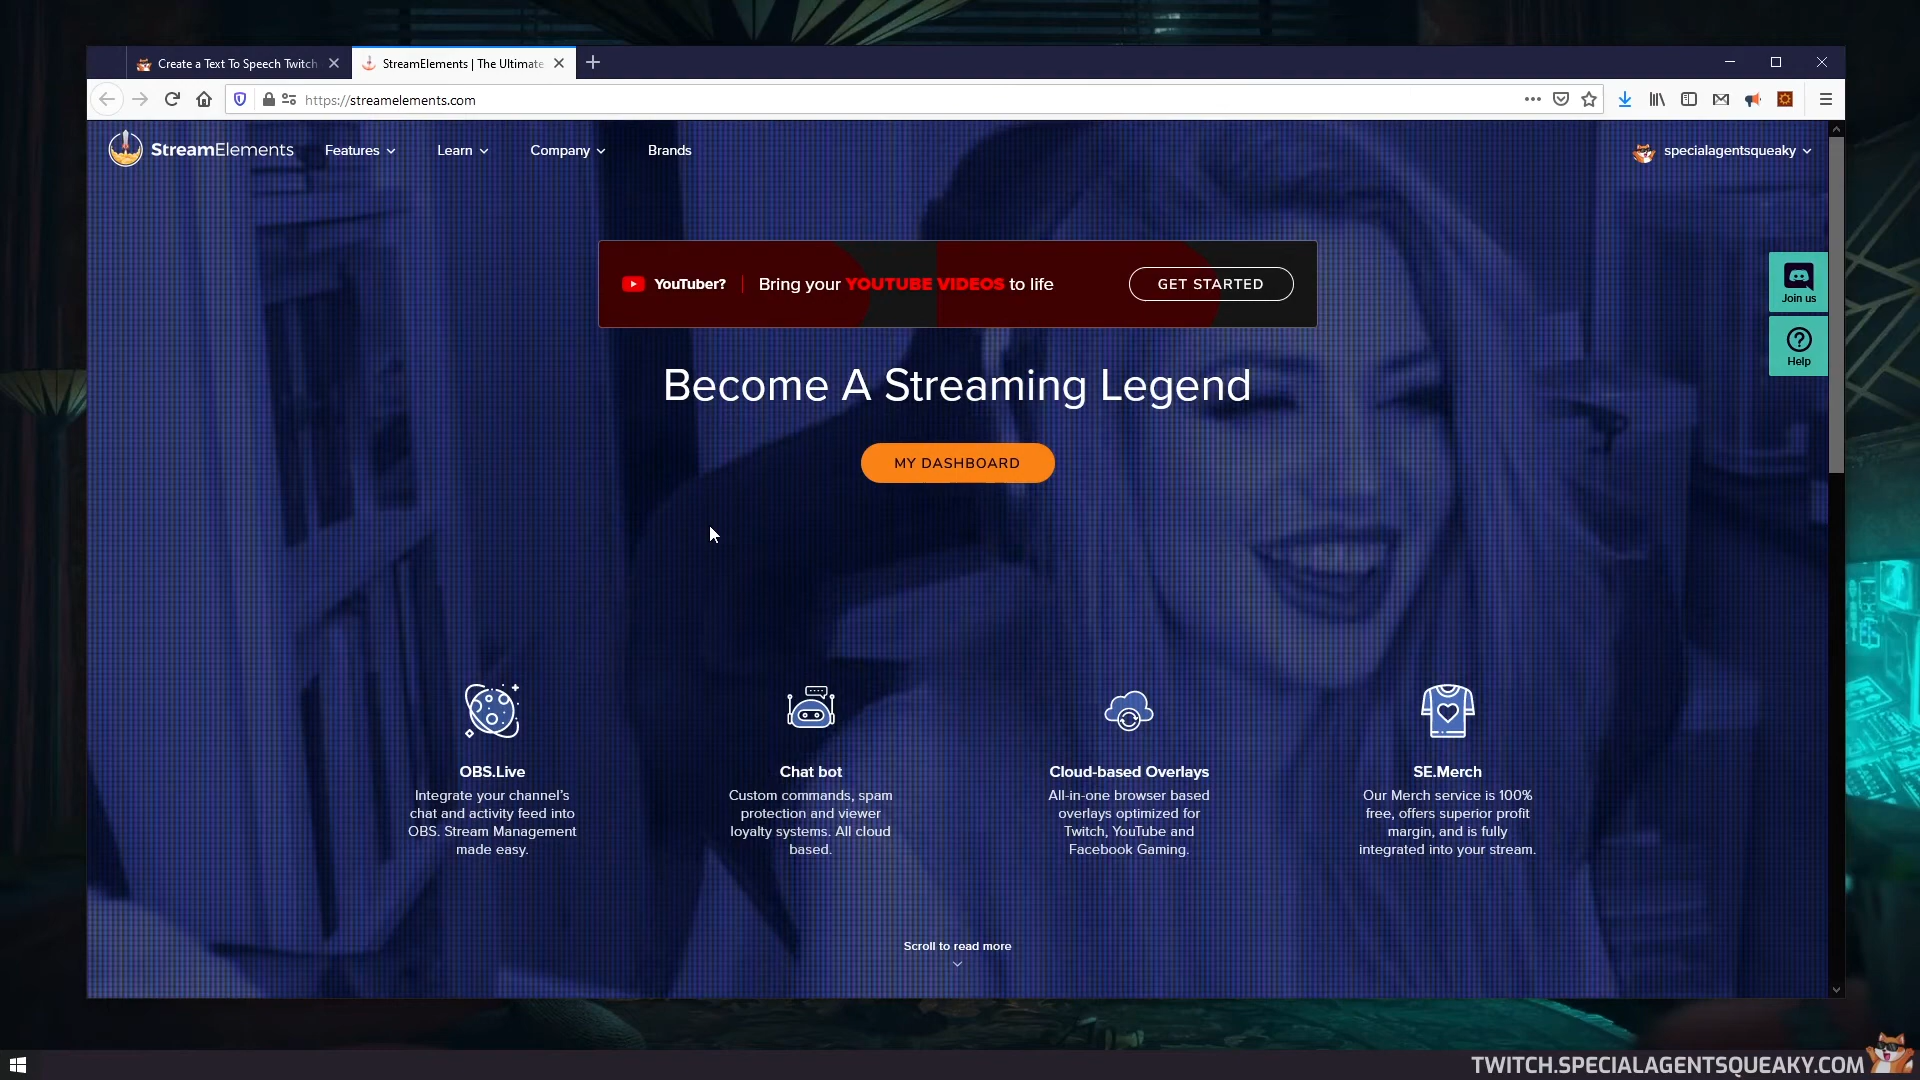 Create a Text To Speech Twitch
StreamElements | The Ultimate
https://streamelements.com
StreamElements
Features
Learn
Company
Brands
specialagentsqueaky
YouTuber?
Bring your YOUTUBE VIDEOS to life
GET STARTED
Join us
Help
Become A Streaming Legend
MY DASHBOARD
OBS.Live
Integrate your channel's
chat and activity feed into
OBS. Stream Management
made easy.
Chat bot
Custom commands, spam
protection and viewer
loyalty systems. All cloud
based.
Cloud-based Overlays
All-in-one browser based
overlays optimized for
Twitch, YouTube and
Facebook Gaming.
SE.Merch
Our Merch service is 100%
free, offers superior profit
margin, and is fully
integrated into your stream.
Scroll to read more
TWITCH.SPECIALAGENTSQUEAKY.COM